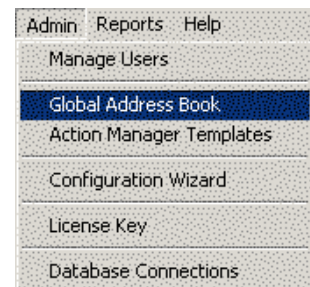 Admin Reports Help
Manage Users
Global Address Book
Action Manager Templates
Configuration Wizard
License Key
Database Connections